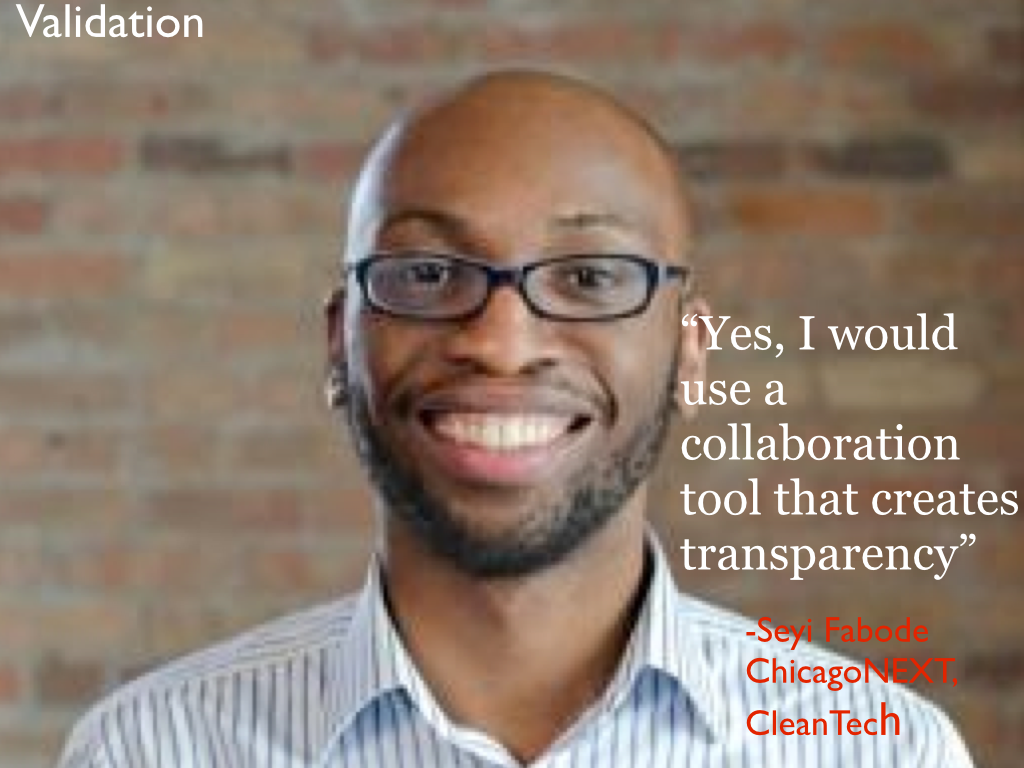 Validation
“Yes, I would
use a
collaboration
tool that creates
transparency”
-Seyi Fabode
ChicagoNEXT,
CleanTech